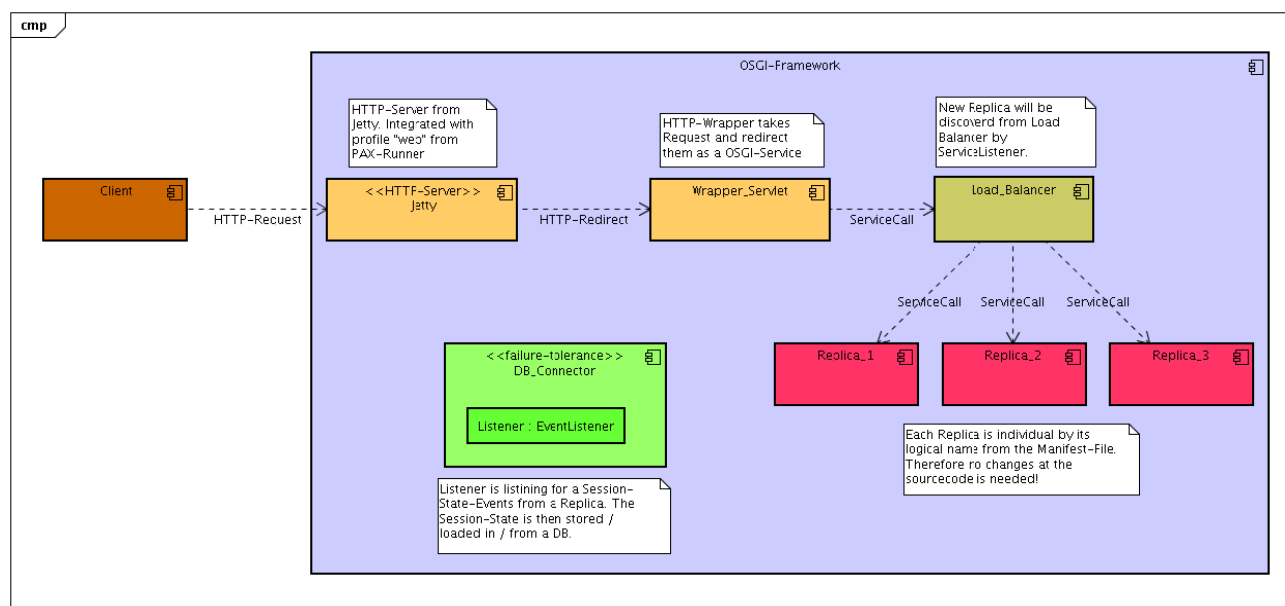 cmp
OSGI-Framework
HTTP-Server from
Jetty. Integrated with
profile "web" from
PAX-Runner
HTTP-Wrapper takes
Request and redirect
them as a OSGI-Service
New Replica will be
discoverd from Load
Balancer by
ServiceListener.
Client
HTTP-Request
<<HTTP-Server>>
Jetty
HTTP-Redirect
Wrapper_Servlet
ServiceCall
Load_Balancer
ServiceCall
ServiceCall
ServiceCall
<<failure-tolerance>>
DB_Connector
Listener : EventListener
Replica_1
Replica_2
Replica_3
Each Replica is individual by its
logical name from the Manifest-File.
Therefore no changes at the
sourcecode is needed!
Listener is listining for a Session-
State-Events from a Replica. The
Session-State is then stored /
loaded in / from a DB.